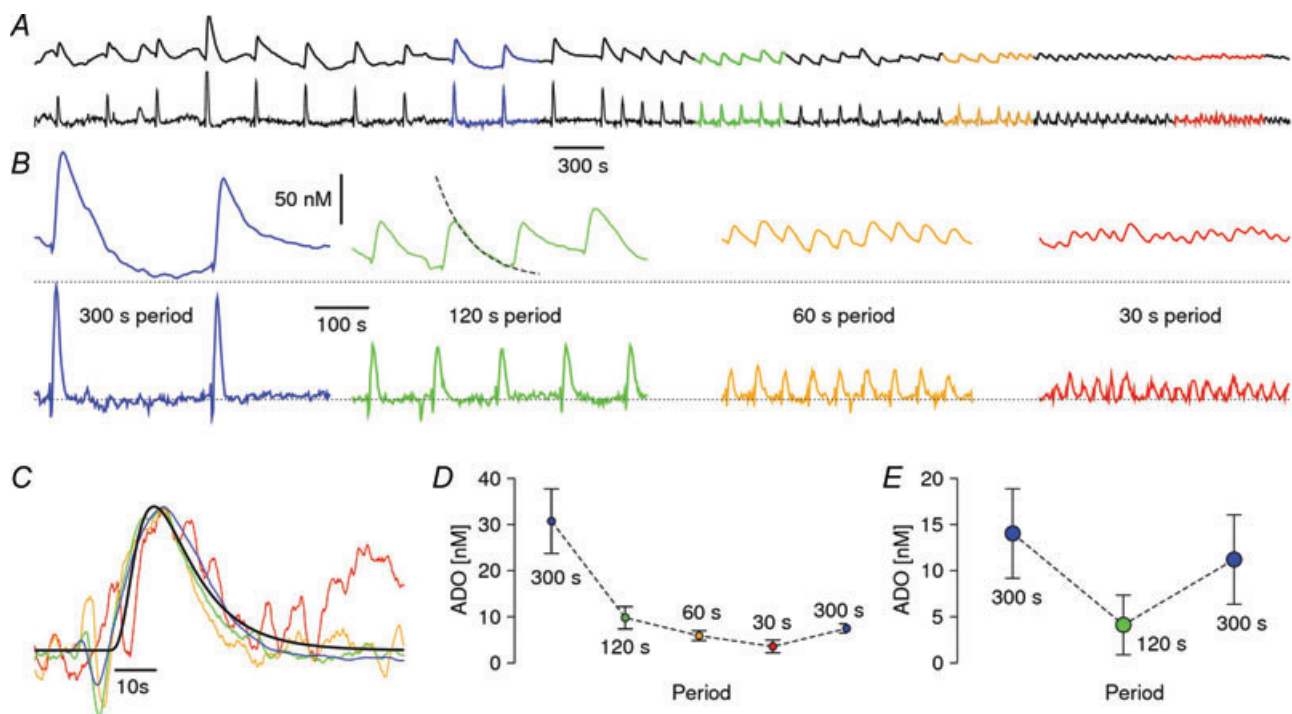 A
300 s
B
50 nM
300 s period
100 s
120 s period
60 s period
30 s period
C
10s
D
ADO [nM]
40
30
20
10
0
300 s
120 s
60 s
30 s
300 s
Period
E
ADO [nM]
20
15
10
5
0
300 s
120 s
300 s
Period